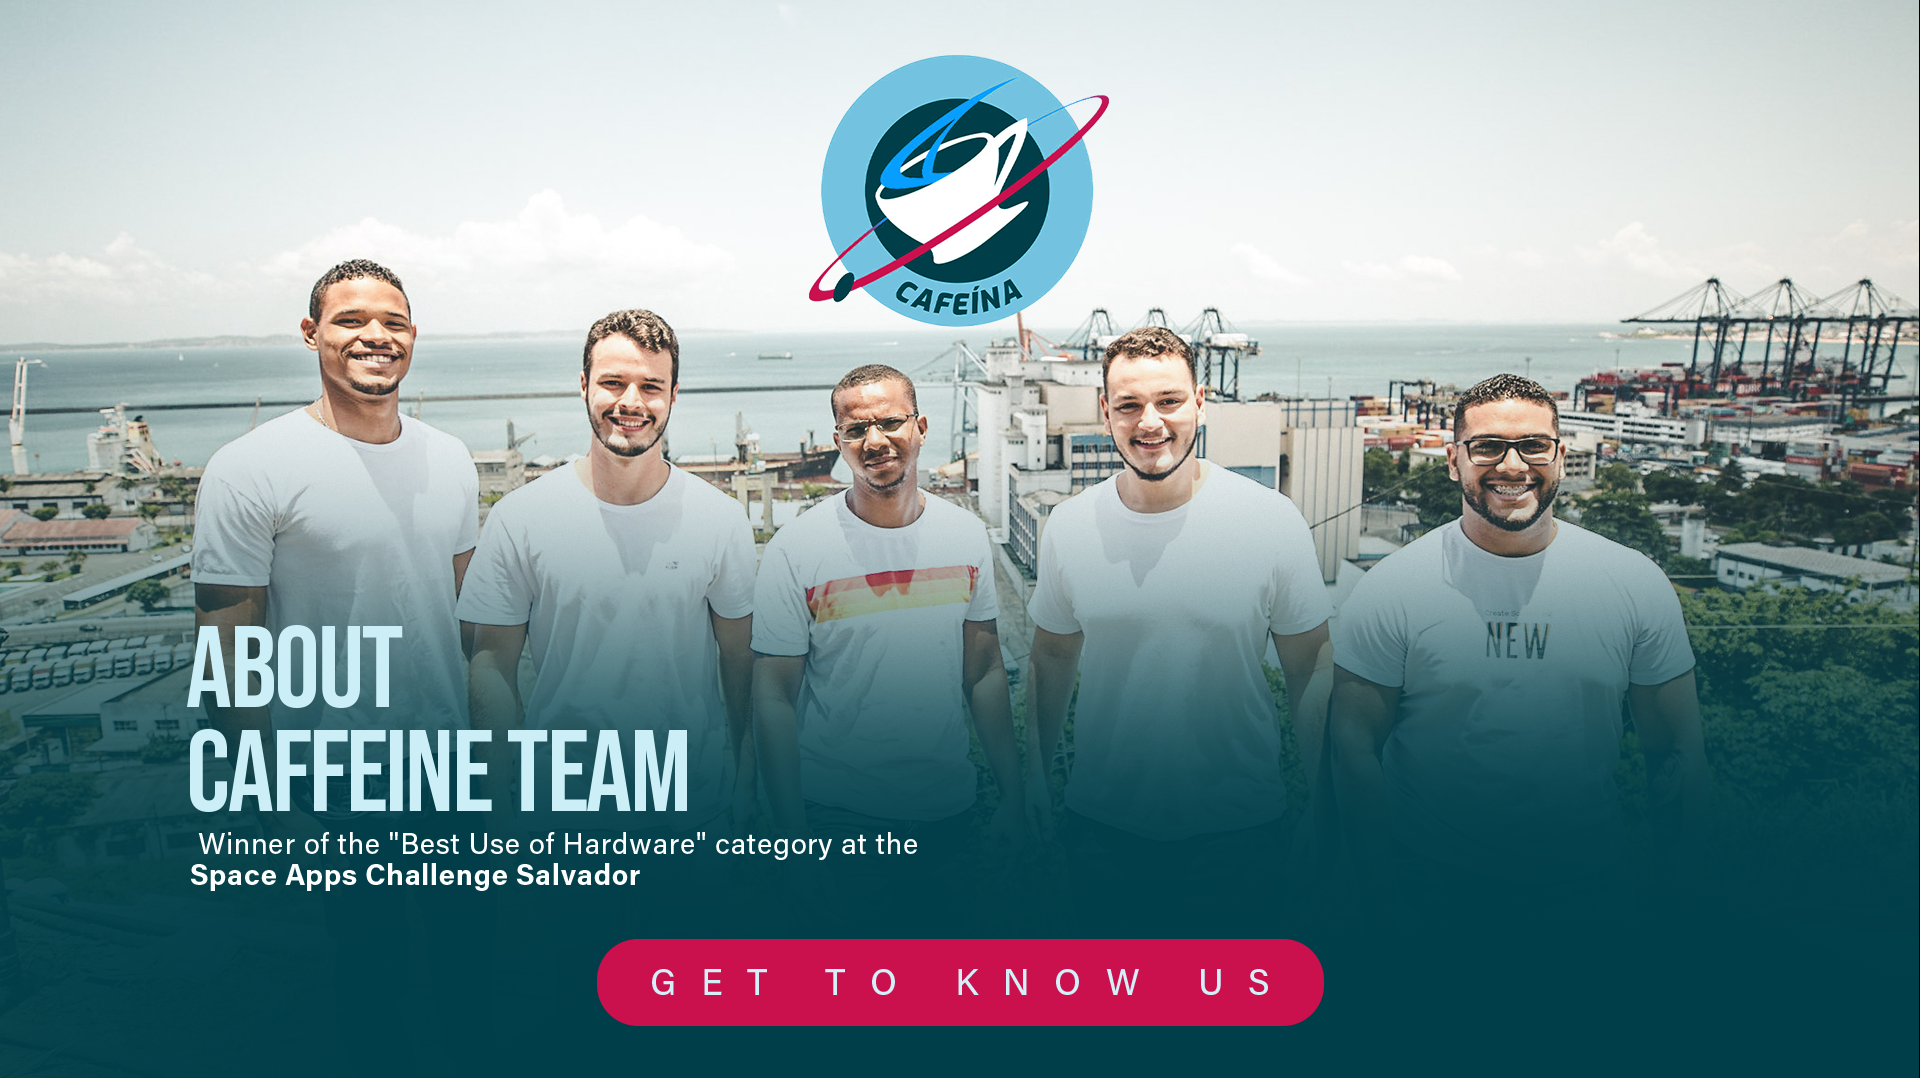 CAFEÍNA
NEW
ABOUT
CAFFEINE TEAM
Winner of the "Best Use of Hardware" category at the
Space Apps Challenge Salvador
GET TO KNOW US